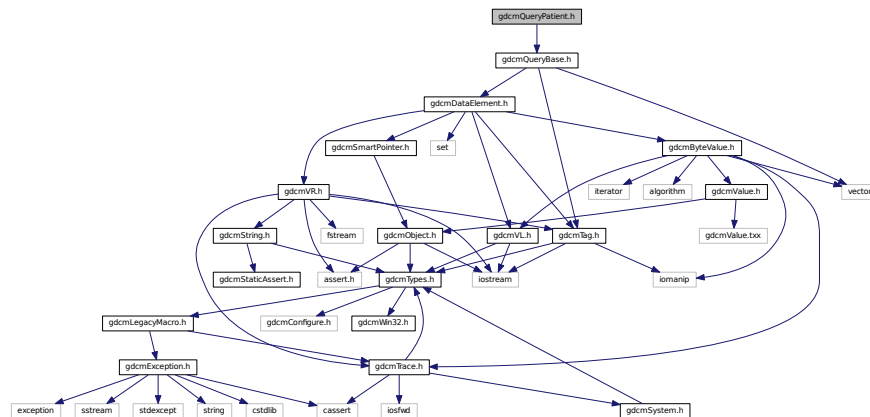 gdcmQueryPatient.h
gdcmQueryBase.h
gdcmDataElement.h
gdcmSmartPointer.h
set
gdcmByteValue.h
gdcmVR.h
iterator
algorithm
gdcmValue.h
vector
gdcmString.h
fstream
gdcmObject.h
gdcmVL.h
gdcmTag.h
gdcmValue.txx
gdcmStaticAssert.h
assert.h
gdcmTypes.h
iostream
iomanip
gdcmLegacyMacro.h
gdcmConfigure.h
gdcmWin32.h
gdcmException.h
gdcmTrace.h
exception
sstream
stdexcept
string
cstdlib
cassert
iosfwd
gdcmSystem.h